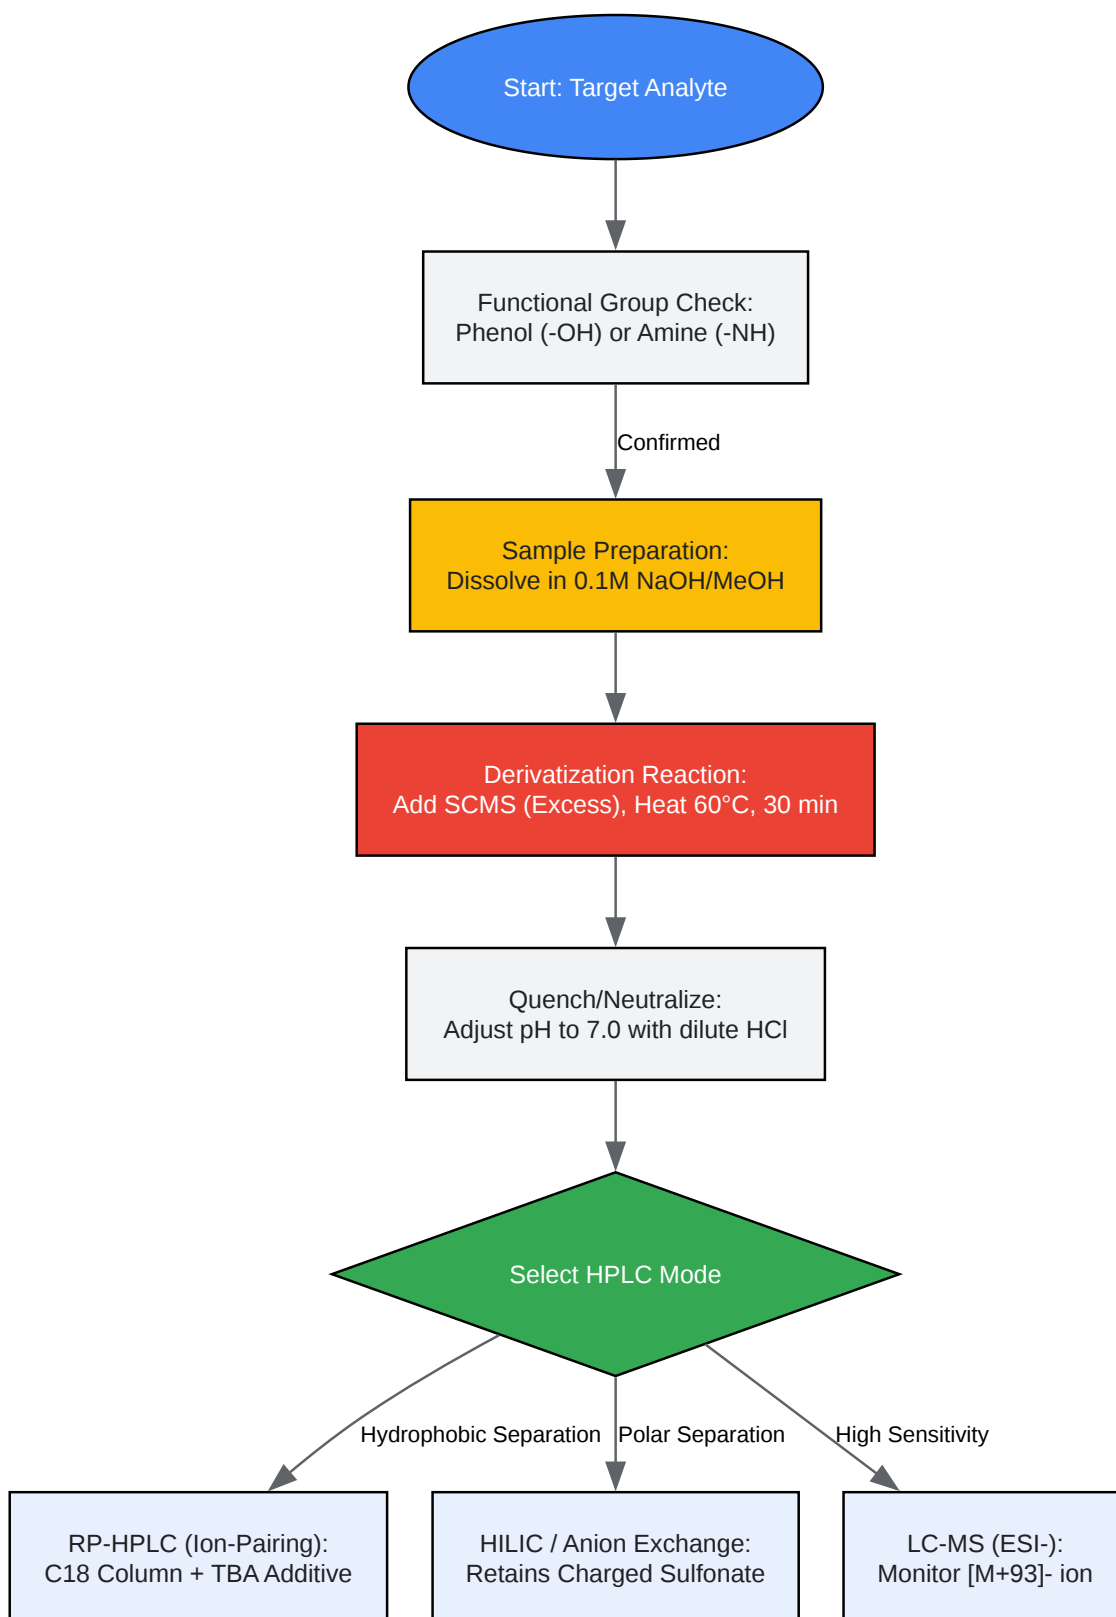 Start: Target Analyte
Functional Group Check:
Phenol (-OH) or Amine (-NH)
Confirmed
Sample Preparation:
Dissolve in 0.1M NaOH/MeOH
Derivatization Reaction:
Add SCMS (Excess), Heat 60°C, 30 min
Quench/Neutralize:
Adjust pH to 7.0 with dilute HCl
Select HPLC Mode
Hydrophobic Separation
Polar Separation
High Sensitivity
RP-HPLC (Ion-Pairing):
C18 Column + TBA Additive
HILIC / Anion Exchange:
Retains Charged Sulfonate
LC-MS (ESI-):
Monitor [M+93]- ion